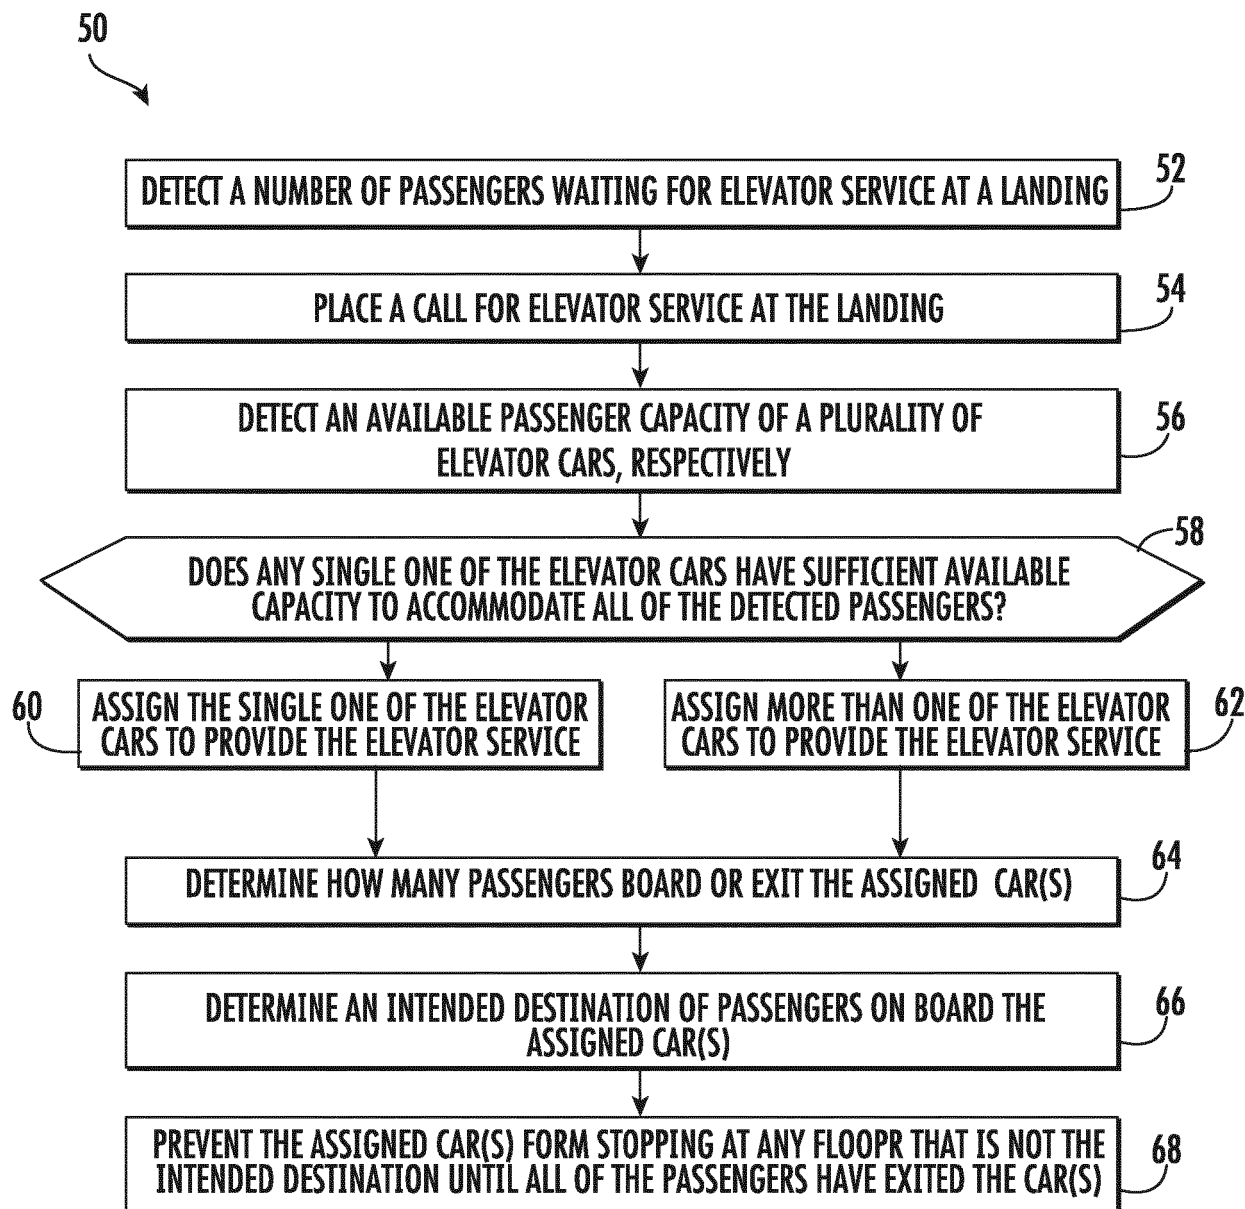 50
DETECT A NUMBER OF PASSENGERS WAITING FOR ELEVATOR SERVICE AT A LANDING
52
PLACE A CALL FOR ELEVATOR SERVICE AT THE LANDING
54
DETECT AN AVAILABLE PASSENGER CAPACITY OF A PLURALITY OF
ELEVATOR CARS, RESPECTIVELY
56
DOES ANY SINGLE ONE OF THE ELEVATOR CARS HAVE SUFFICIENT AVAILABLE
CAPACITY TO ACCOMMODATE ALL OF THE DETECTED PASSENGERS?
58
60
ASSIGN THE SINGLE ONE OF THE ELEVATOR
CARS TO PROVIDE THE ELEVATOR SERVICE
ASSIGN MORE THAN ONE OF THE ELEVATOR
CARS TO PROVIDE THE ELEVATOR SERVICE
62
DETERMINE HOW MANY PASSENGERS BOARD OR EXIT THE ASSIGNED CAR(S)
64
DETERMINE AN INTENDED DESTINATION OF PASSENGERS ON BOARD THE
ASSIGNED CAR(S)
66
PREVENT THE ASSIGNED CAR(S) FORM STOPPING AT ANY FLOOPR THAT IS NOT THE
INTENDED DESTINATION UNTIL ALL OF THE PASSENGERS HAVE EXITED THE CAR(S)
68